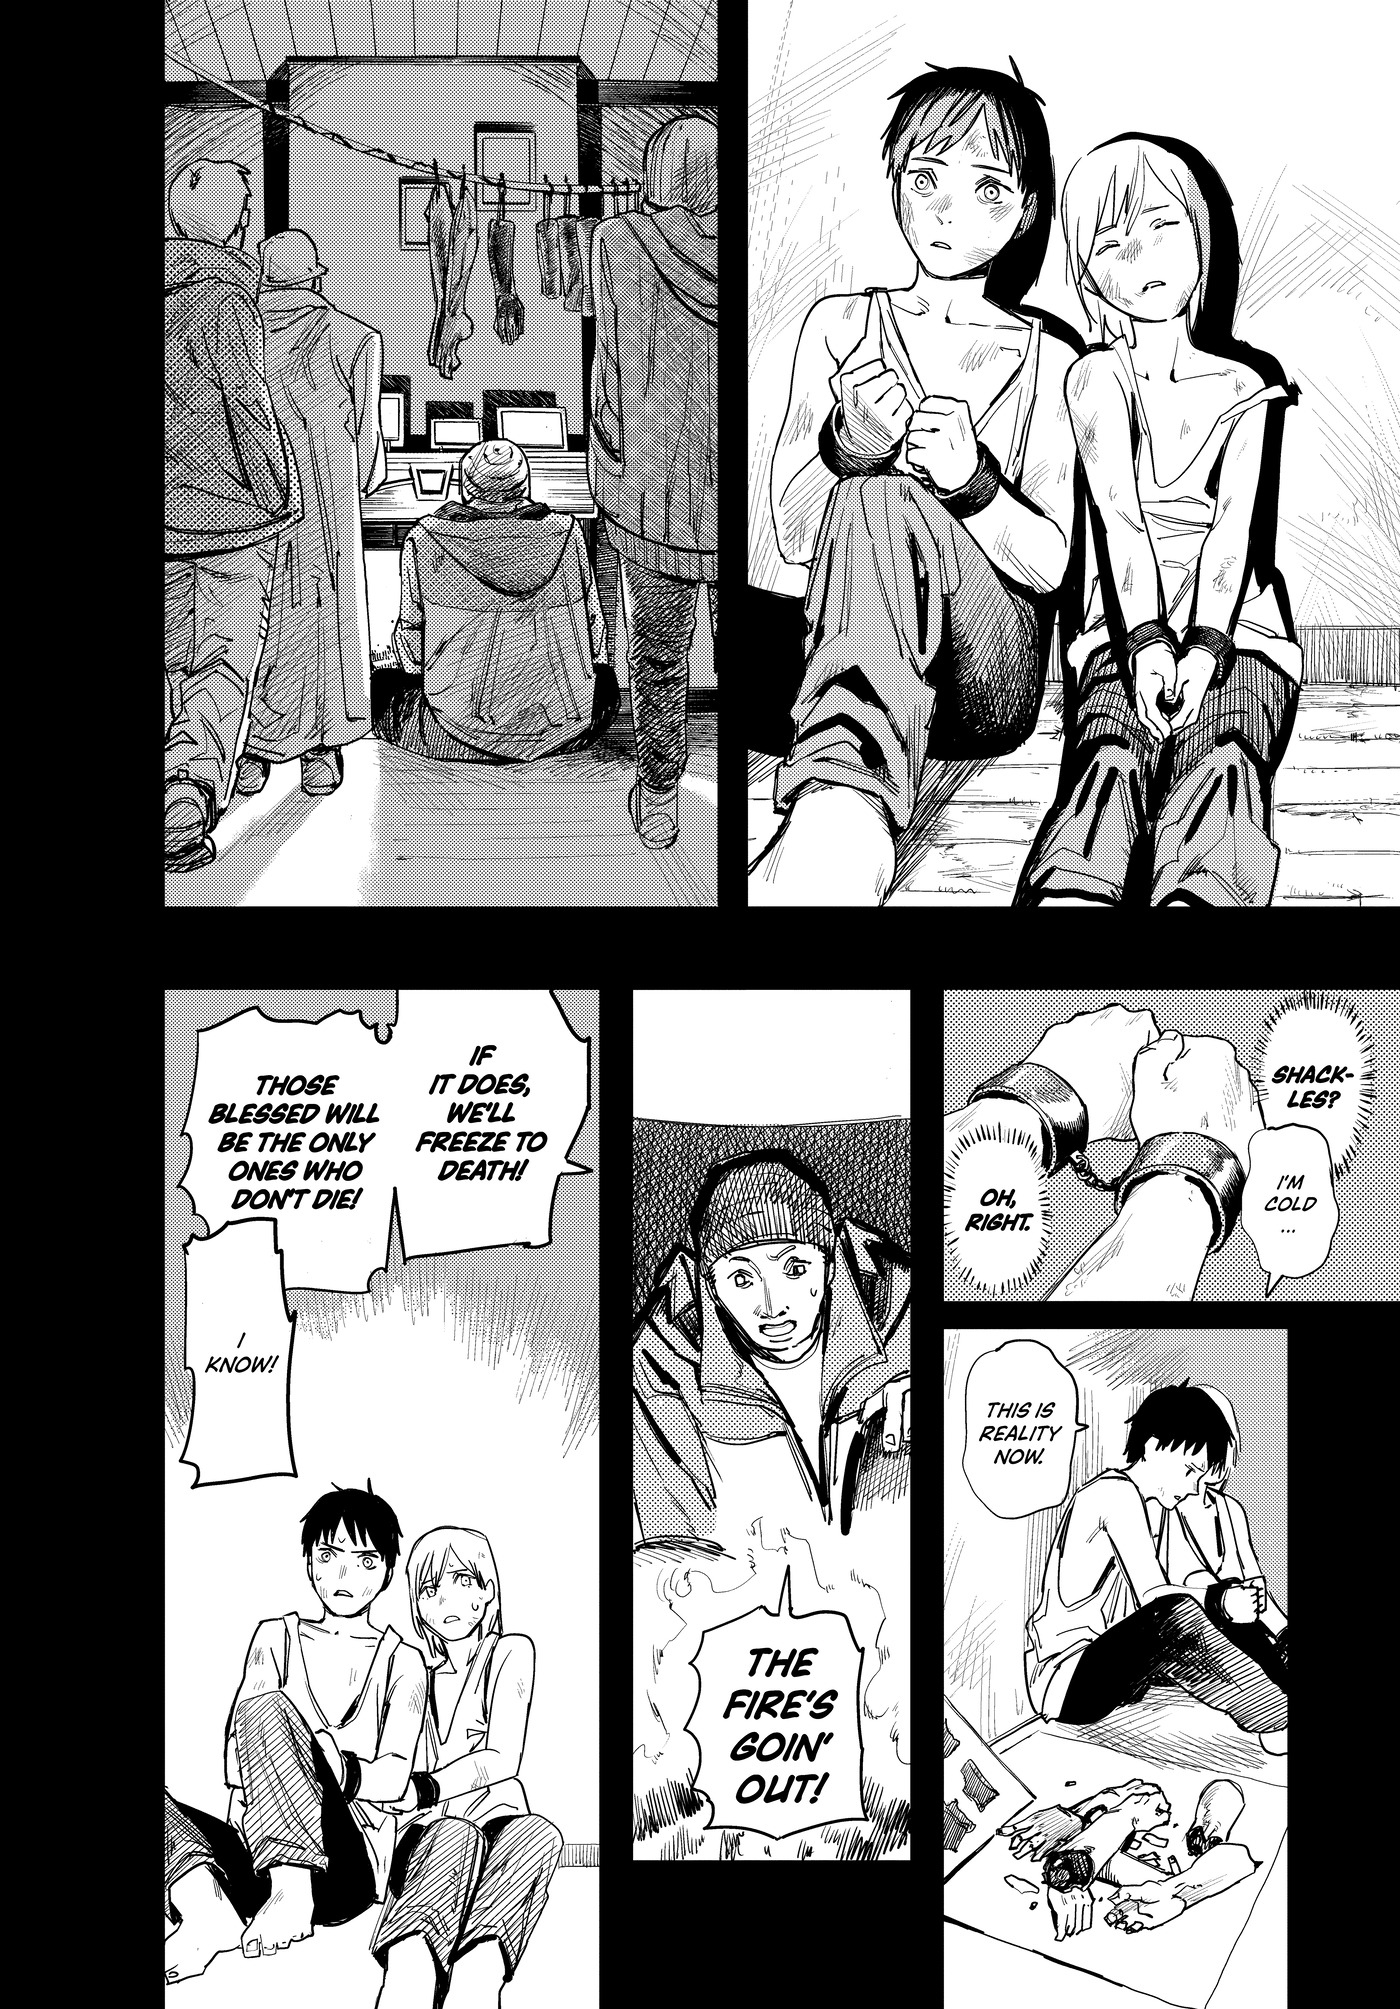 SHACK-
LES?
I'M
COLD
...
OH,
RIGHT.
THIS IS
REALITY
NOW.
THE
FIRE'S
GOIN'
OUT!
IF
IT DOES,
WE'LL
FREEZE TO
DEATH!
THOSE
BLESSED WILL
BE THE ONLY
ONES WHO
DON'T DIE!
I
KNOW!